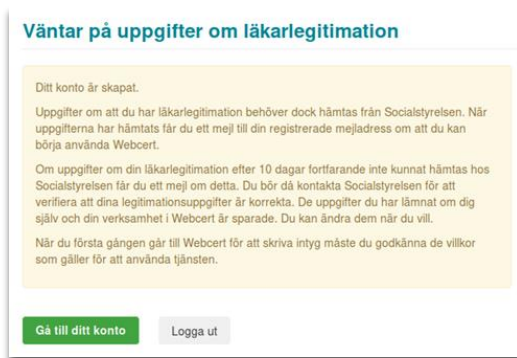 Väntar på uppgifter om läkarlegitimation
Ditt konto är skapat.
Uppgifter om att du har läkarlegitimation behöver dock hämtas från Socialstyrelsen. När
uppgifterna har hämtats får du ett mejl till din registrerade mejladress om att du kan
börja använda Webcert.
Om uppgifter om din läkarlegitimation efter 10 dagar fortfarande inte kunnat hämtas hos
Socialstyrelsen får du ett mejl om detta. Du bör då kontakta Socialstyrelsen för att
verifiera att dina legitimationsuppgifter är korrekta. De uppgifter du har lämnat om dig
själv och din verksamhet i Webcert är sparade. Du kan ändra dem när du vill.
När du första gången går till Webcert för att skriva intyg måste du godkänna de villkor
som gäller för att använda tjänsten.
Gå till ditt konto
Logga ut